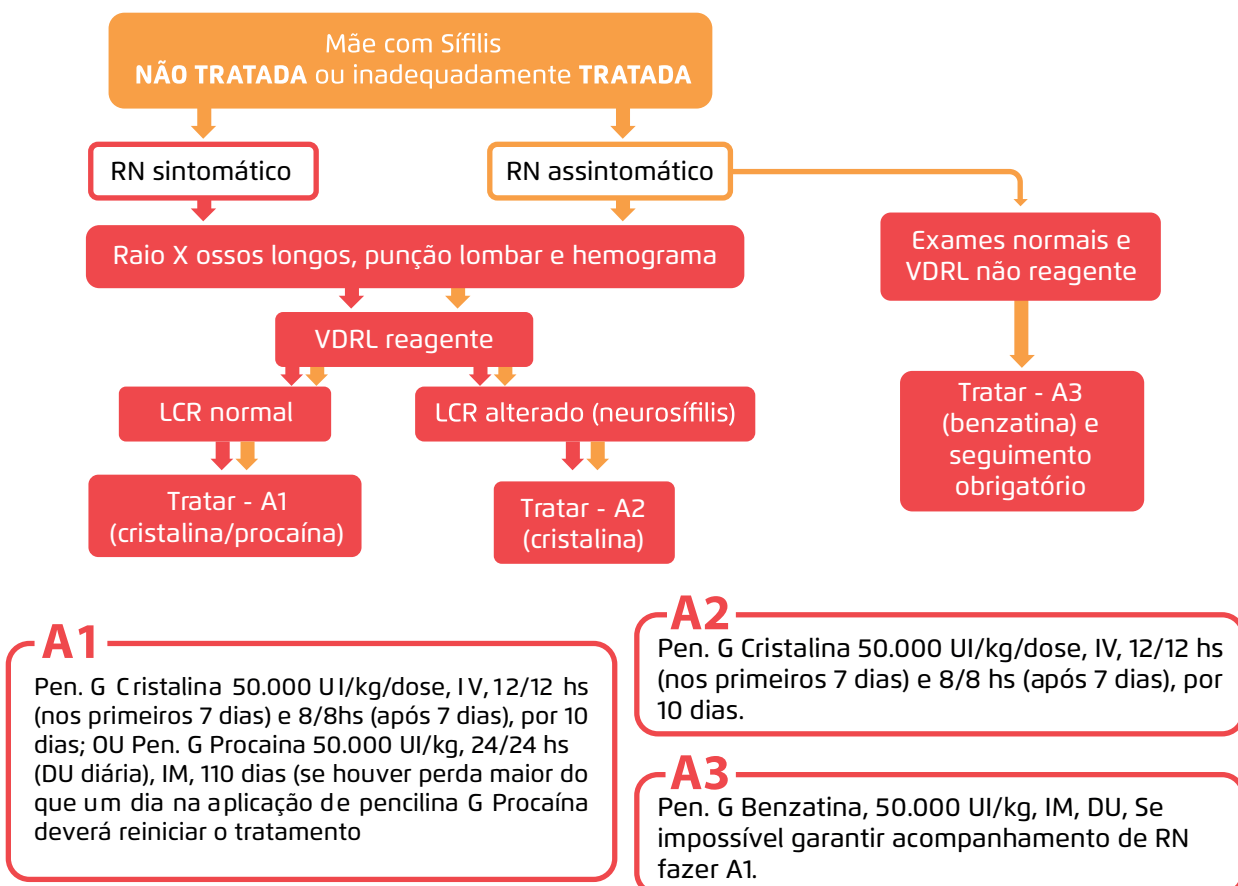 Mãe com Sífilis
NÃO TRATADA ou inadequadamente TRATADA
RN sintomático
RN assintomático
Raio X ossos longos, punção lombar e hemograma
Exames normais e
VDRL não reagente
VDRL reagente
LCR normal
LCR alterado (neurosífilis)
Tratar - A1
(cristalina/procaína)
Tratar - A2
(cristalina)
Tratar - A3
(benzatina) e
seguimento
obrigatório
A1
Pen. G Cristalina 50.000 UI/kg/dose, IV, 12/12 hs
(nos primeiros 7 dias) e 8/8hs (após 7 dias), por 10
dias; OU Pen. G Procaina 50.000 UI/kg, 24/24 hs
(DU diária), IM, 110 dias (se houver perda maior do
que um dia na aplicação de pencilina G Procaína
deverá reiniciar o tratamento
A2
Pen. G Cristalina 50.000 UI/kg/dose, IV, 12/12 hs
(nos primeiros 7 dias) e 8/8 hs (após 7 dias), por
10 dias.
A3
Pen. G Benzatina, 50.000 UI/kg, IM, DU, Se
impossível garantir acompanhamento de RN
fazer A1.